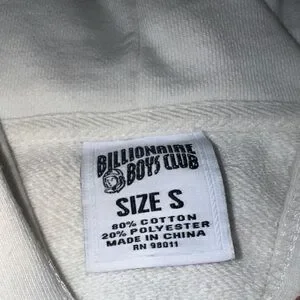 BILLIONAIRE
BOYS CLUB
SIZE S
80% COTTON
20% POLYESTER
MADE IN CHINA
RN 98011